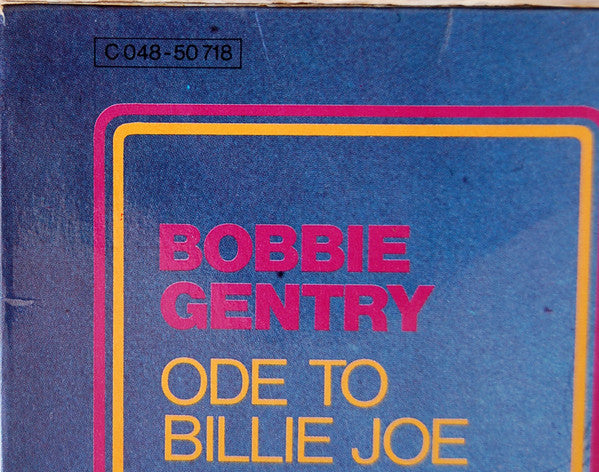 C 048-50 718
BOBBIE
GENTRY
ODE TO
BILLIE JOE